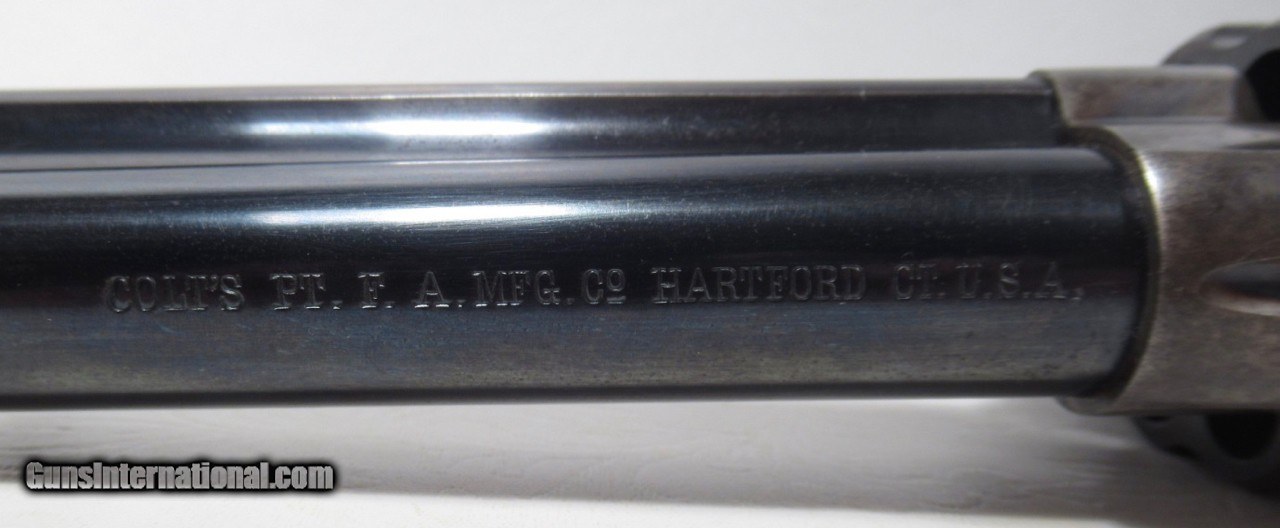 COLT'S PT. F. A. MFG. Cº HARTFORD CT. U.S.A.
GunsInternational.com